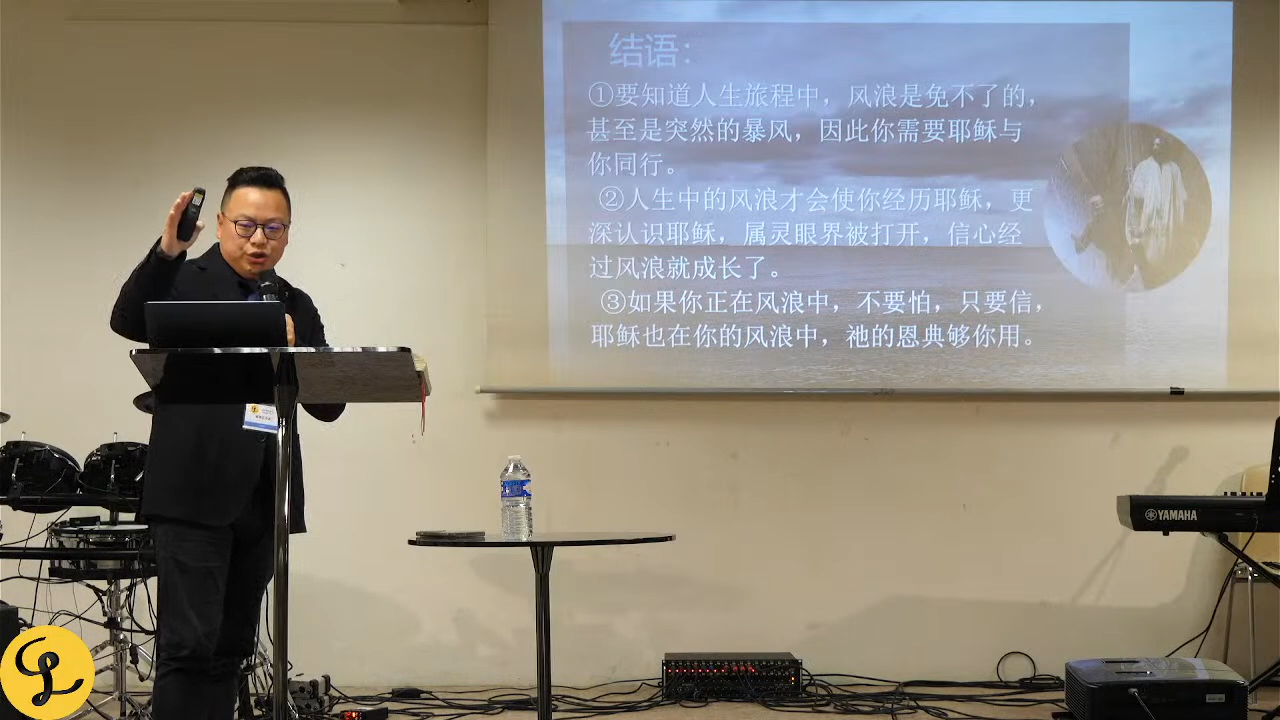 结语：
①要知道人生旅程中，风浪是免不了的，
甚至是突然的暴风，因此你需要耶稣与
你同行。
②人生中的风浪才会使你经历耶稣，更
深认识耶稣，属灵眼界被打开，信心经
过风浪就成长了。
③如果你正在风浪中，不要怕，只要信，
耶稣也在你的风浪中，祂的恩典够你用。
YAMAHA